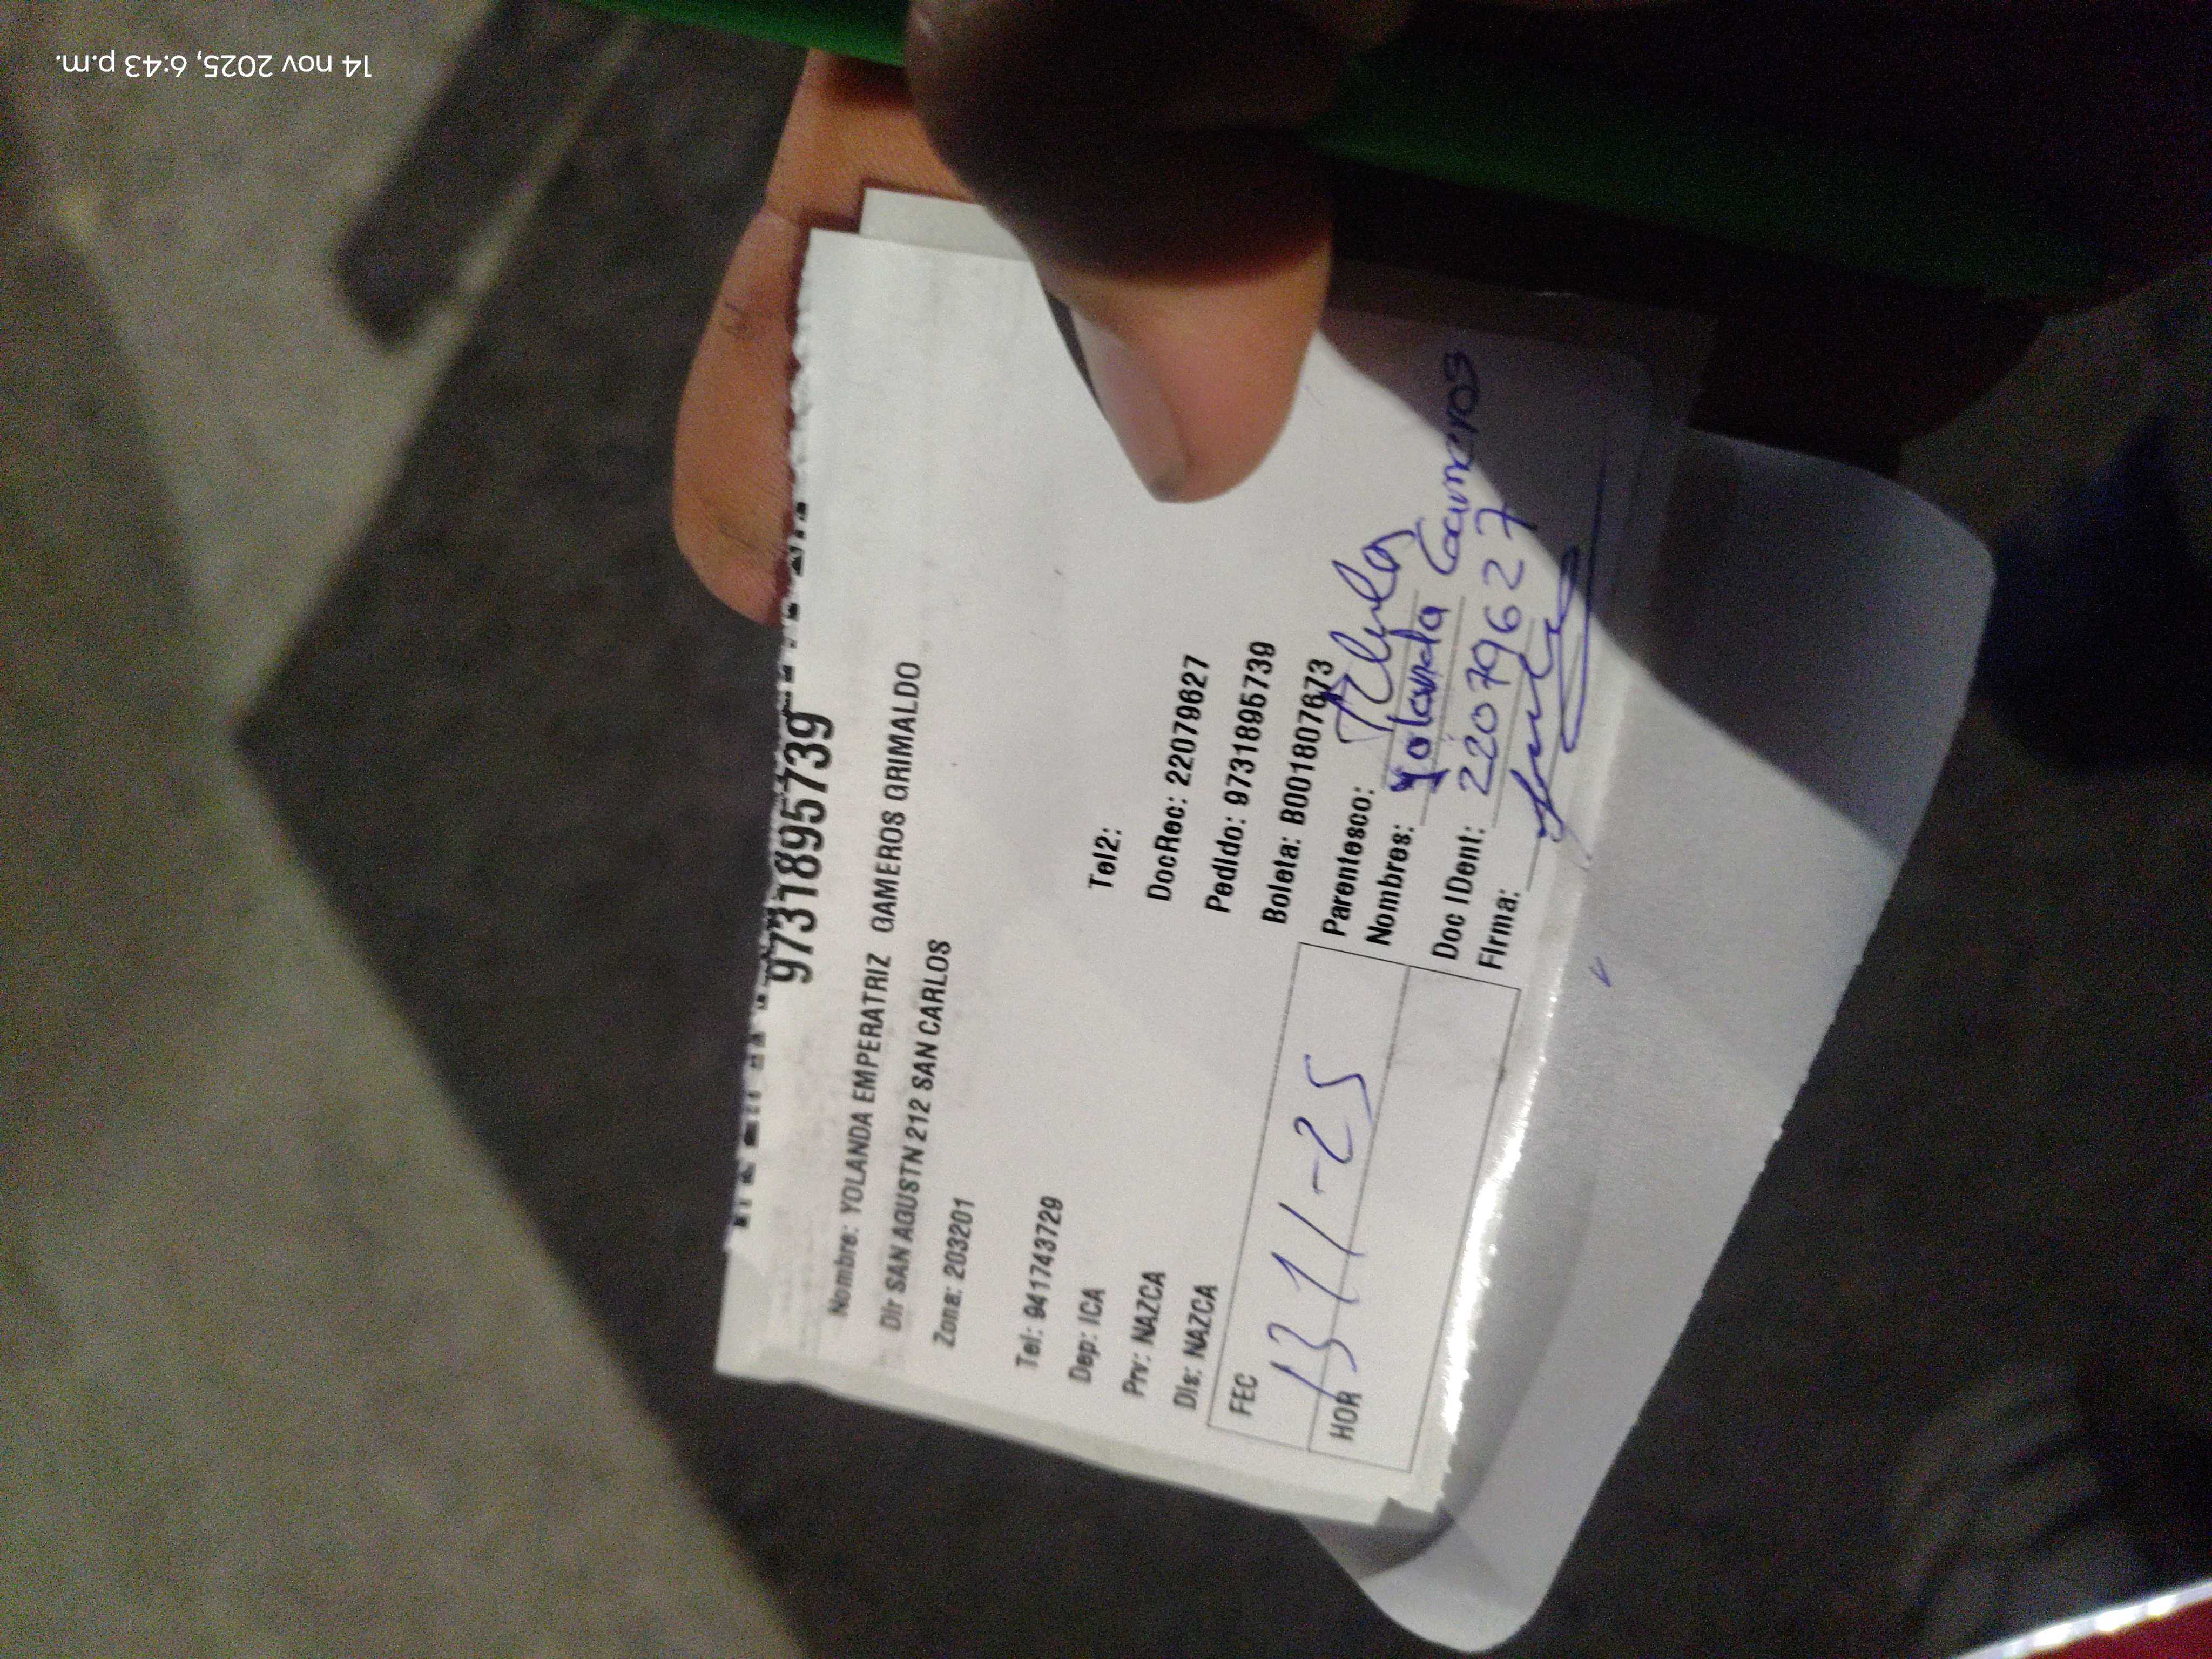 14 nov 2025, 6:43 p.m.
9731895739
Nombre: YOLANDA EMPERATRIZ GAMEROS GRIMALDO
Dir SAN AGUSTN 212 SAN CARLOS
Zona: 203201
Tel: 941743729
Tel2:
Dep: ICA
DocRec: 22079627
Prv: NAZCA
Pedido: 9731895739
Dis: NAZCA
Boleta: B001807673
FEC 13-11-25
HOR
Parentesco: Titular
Nombres: Yolanda Gameros
Doc IDent: 22079627
Firma: